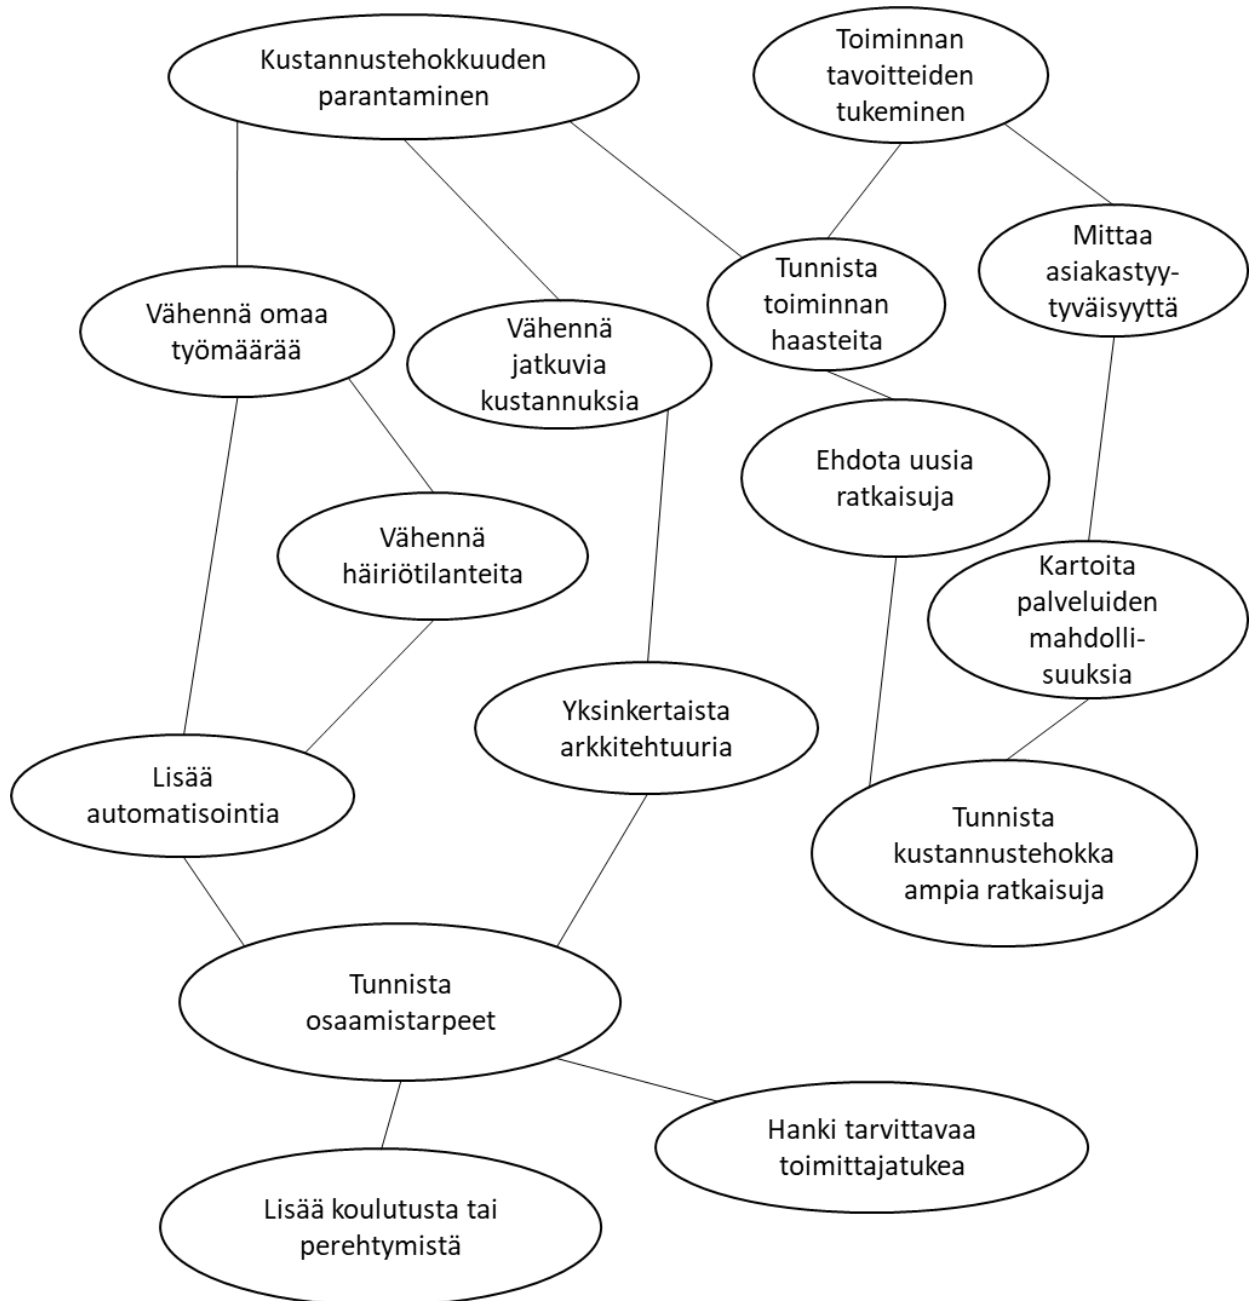 Kustannustehokkuuden
parantaminen
Toiminnan
tavoitteiden
tukeminen
Vähennä omaa
työmäärää
Vähennä
jatkuvia
kustannuksia
Tunnista
toiminnan
haasteita
Mittaa
asiakastyy-
tyväisyyttä
Ehdota uusia
ratkaisuja
Vähennä
häiriötilanteita
Kartoita
palveluiden
mahdolli-
suuksia
Yksinkertaista
arkkitehtuuria
Lisää
automatisointia
Tunnista
kustannustehokka
ampia ratkaisuja
Tunnista
osaamistarpeet
Hanki tarvittavaa
toimittajatukea
Lisää koulutusta tai
perehtymistä